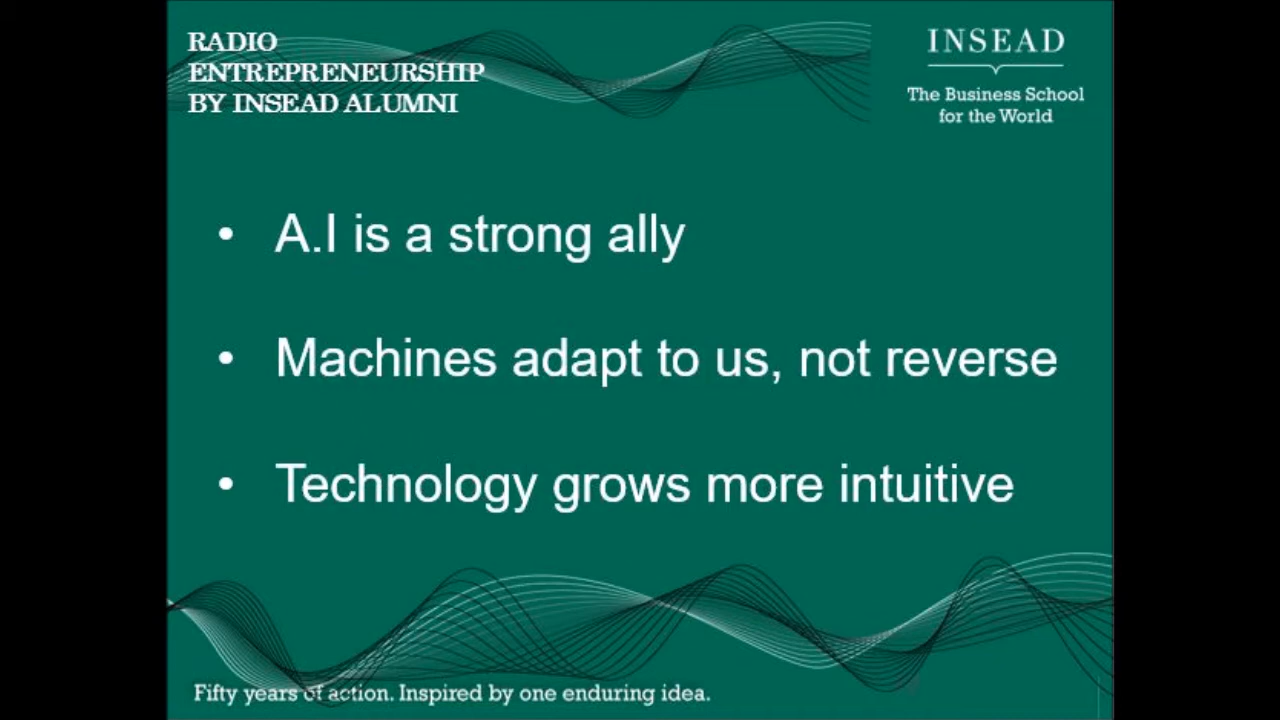 RADIO
ENTREPRENEURSHIP
BY INSEAD ALUMNI
INSEAD
The Business School
for the World
• A.I is a strong ally
• Machines adapt to us, not reverse
• Technology grows more intuitive
Fifty years of action. Inspired by one enduring idea.